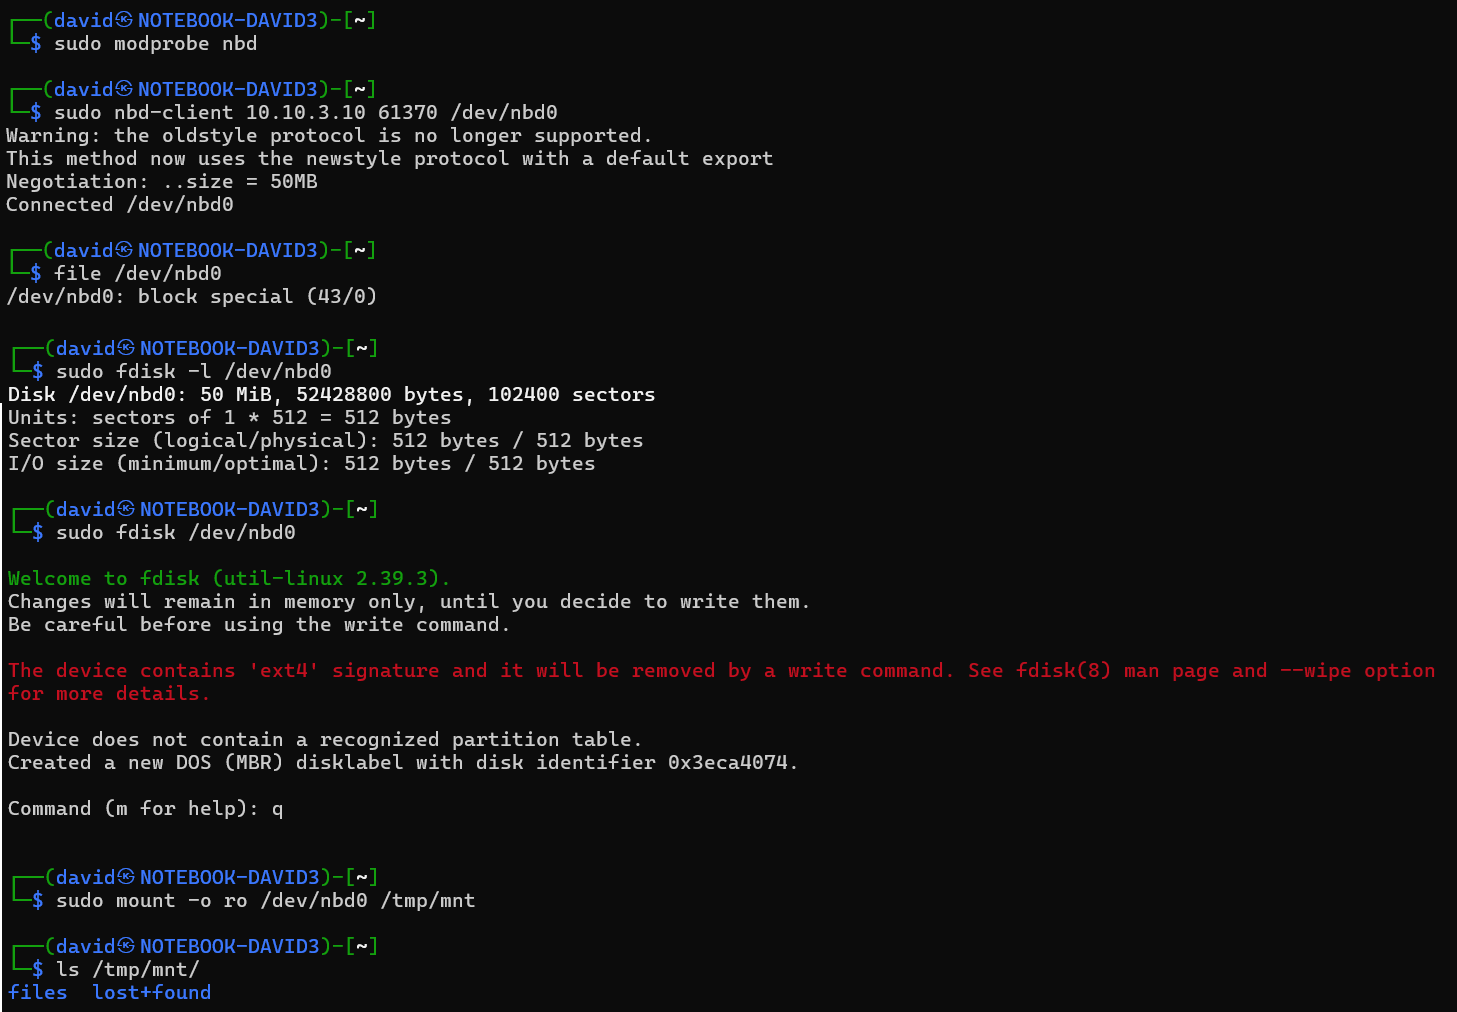 ┌──(david㉿NOTEBOOK-DAVID3)-[~]
└─$ sudo modprobe nbd
┌──(david㉿NOTEBOOK-DAVID3)-[~]
└─$ sudo nbd-client 10.10.3.10 61370 /dev/nbd0
Warning: the oldstyle protocol is no longer supported.
This method now uses the newstyle protocol with a default export
Negotiation: ..size = 50MB
Connected /dev/nbd0
┌──(david㉿NOTEBOOK-DAVID3)-[~]
└─$ file /dev/nbd0
/dev/nbd0: block special (43/0)
┌──(david㉿NOTEBOOK-DAVID3)-[~]
└─$ sudo fdisk -l /dev/nbd0
Disk /dev/nbd0: 50 MiB, 52428800 bytes, 102400 sectors
Units: sectors of 1 * 512 = 512 bytes
Sector size (logical/physical): 512 bytes / 512 bytes
I/O size (minimum/optimal): 512 bytes / 512 bytes
┌──(david㉿NOTEBOOK-DAVID3)-[~]
└─$ sudo fdisk /dev/nbd0
Welcome to fdisk (util-linux 2.39.3).
Changes will remain in memory only, until you decide to write them.
Be careful before using the write command.
The device contains 'ext4' signature and it will be removed by a write command. See fdisk(8) man page and --wipe option
for more details.
Device does not contain a recognized partition table.
Created a new DOS (MBR) disklabel with disk identifier 0x3eca4074.
Command (m for help): q
┌──(david㉿NOTEBOOK-DAVID3)-[~]
└─$ sudo mount -o ro /dev/nbd0 /tmp/mnt
┌──(david㉿NOTEBOOK-DAVID3)-[~]
└─$ ls /tmp/mnt/
files  lost+found